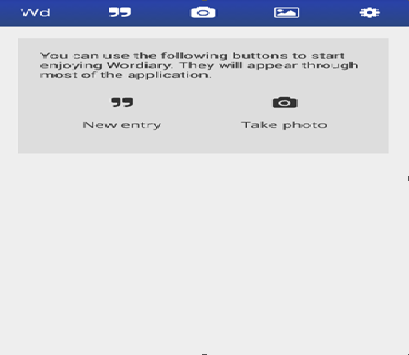 Wd
You can use the following buttons to start
enjoying Wordiary. They will appear through
most of the application.
New entry
Take photo